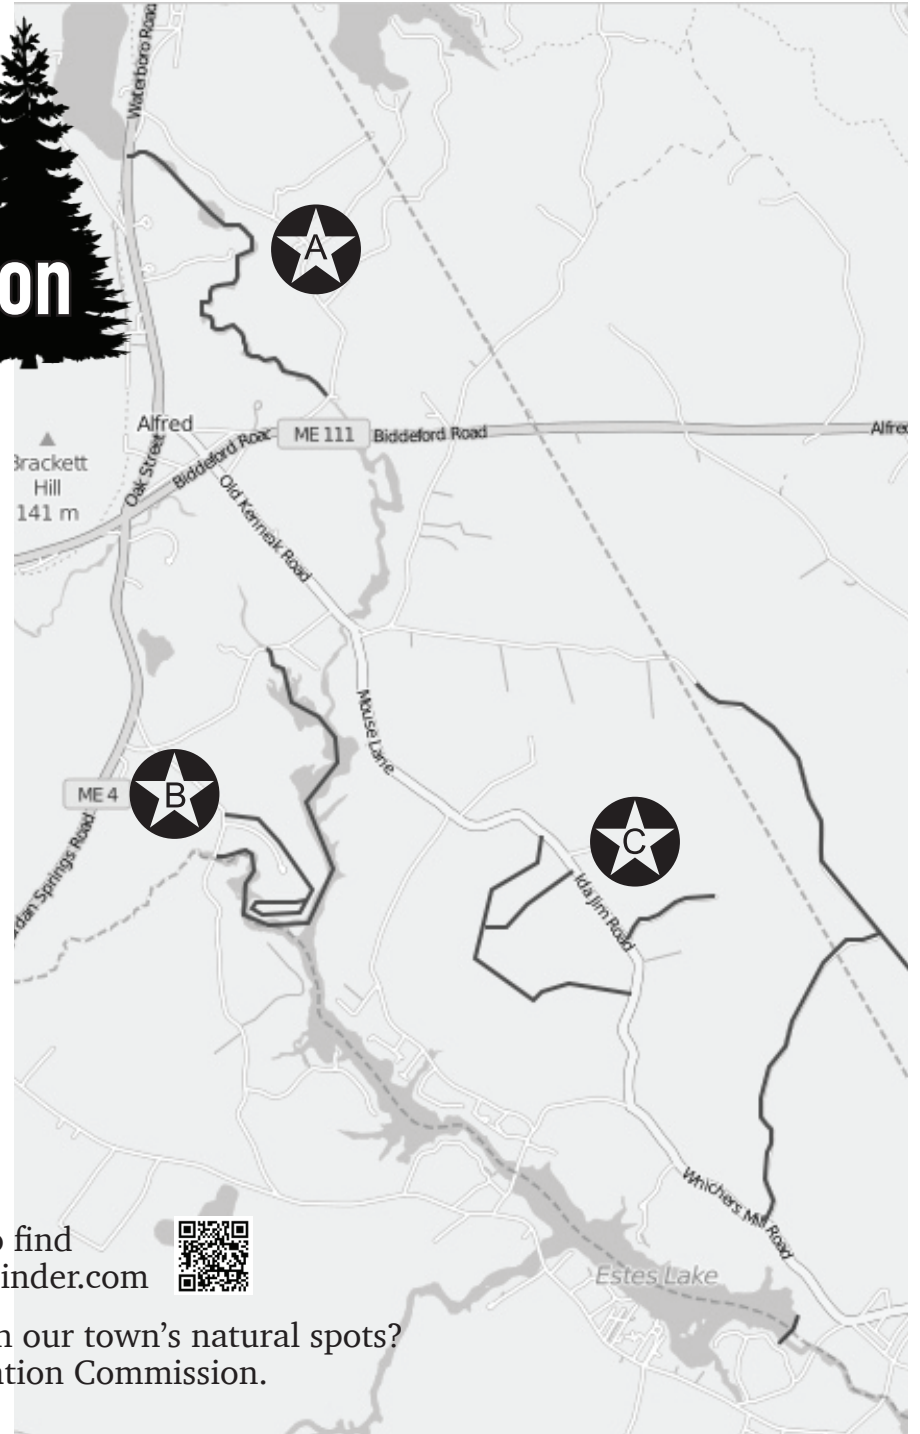 Waterboro Road
A
on
Alfred
ME 111
Biddeford Road
Alfred
Biddeford Road
Oak Street
Brackett
Hill
141 m
Old Kennebunk Road
Mouse Lane
B
ME 4
C
Ida Jim Road
dan Springs Road
Whichers Mill Road
o find
inder.com
Estes Lake
n our town's natural spots?
ation Commission.